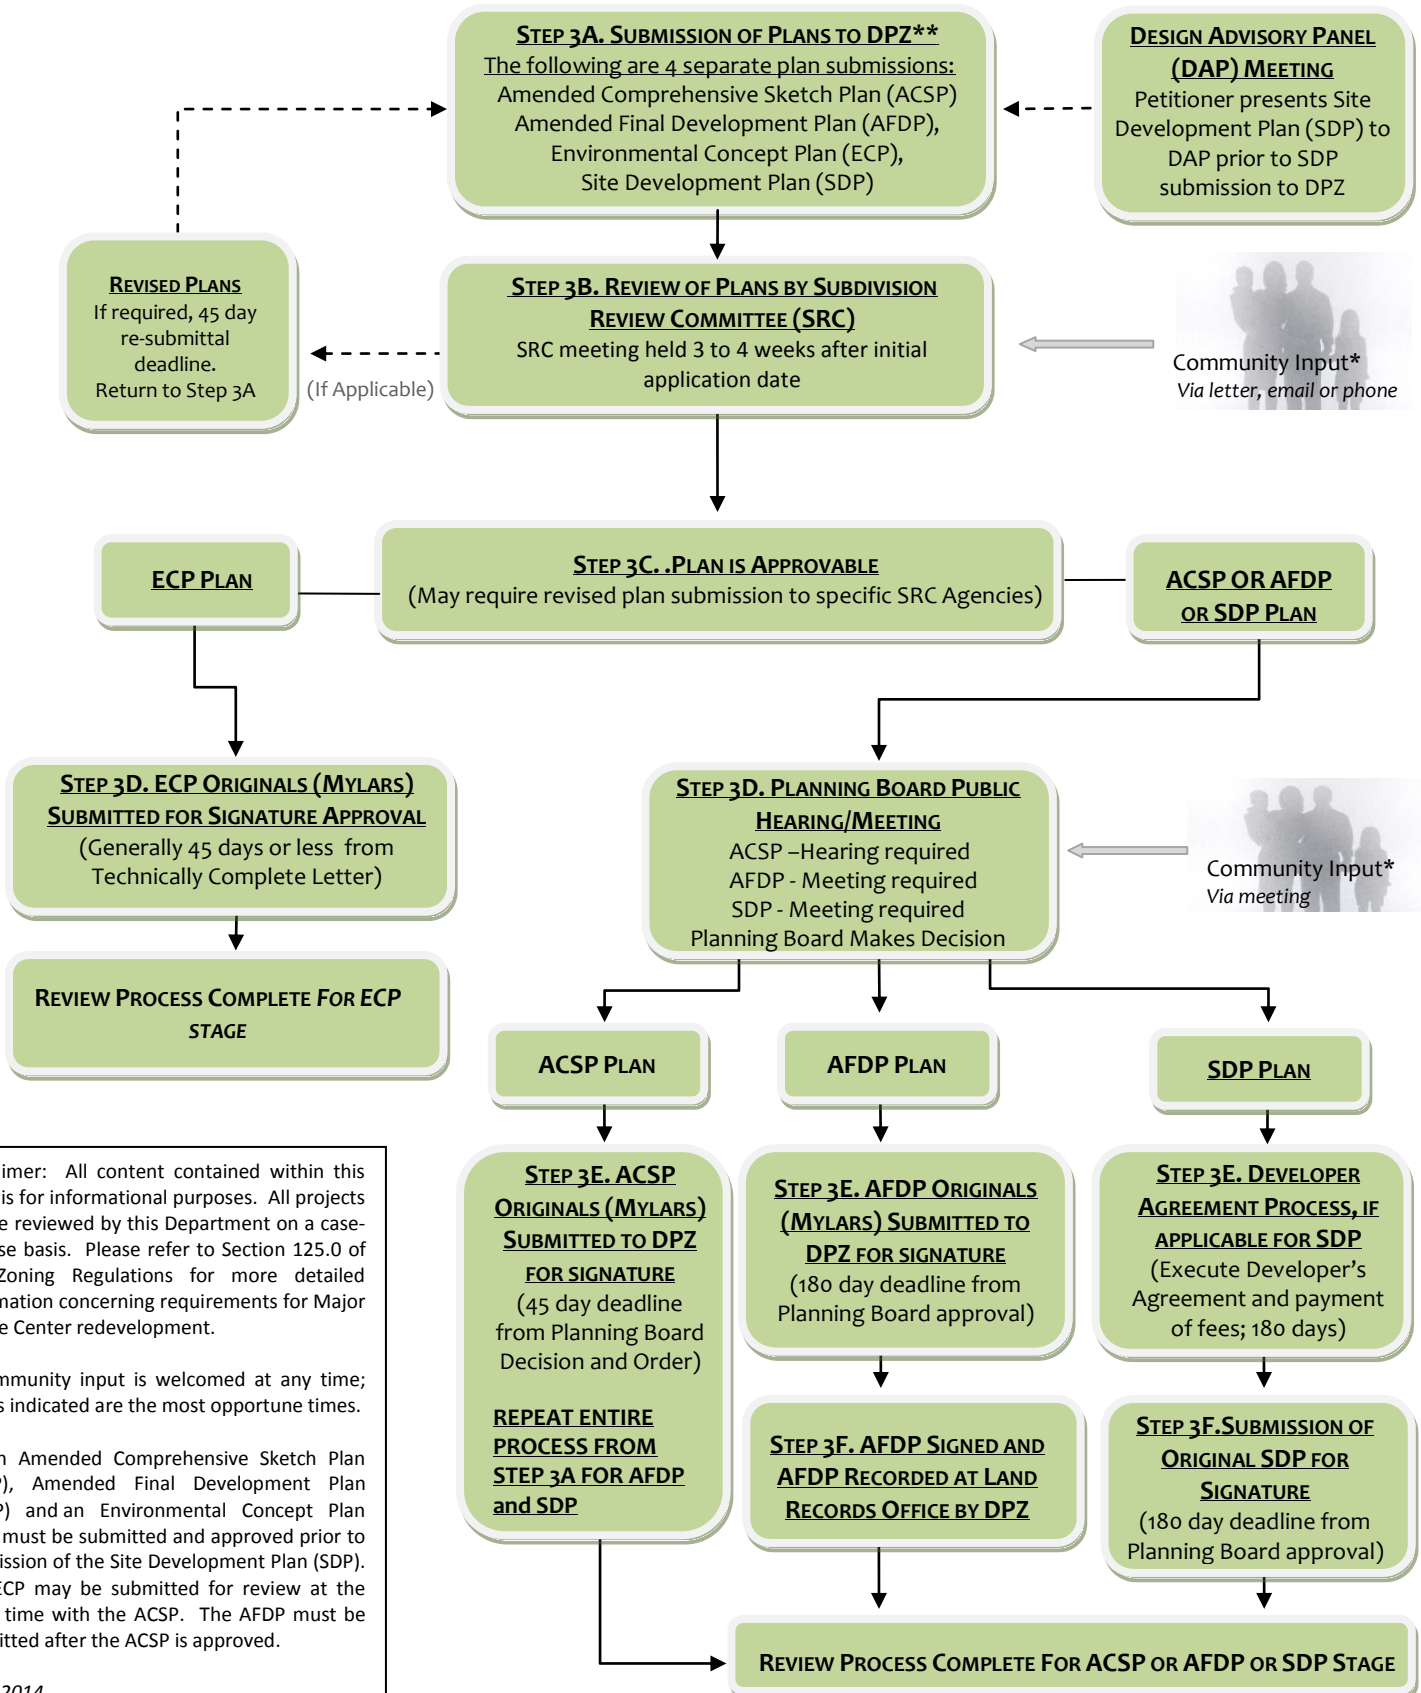 STEP 3A. SUBMISSION OF PLANS TO DPZ**
The following are 4 separate plan submissions:
Amended Comprehensive Sketch Plan (ACSP)
Amended Final Development Plan (AFDP),
Environmental Concept Plan (ECP),
Site Development Plan (SDP)
DESIGN ADVISORY PANEL
(DAP) MEETING
Petitioner presents Site
Development Plan (SDP) to
DAP prior to SDP
submission to DPZ
REVISED PLANS
If required, 45 day
re-submittal
deadline.
Return to Step 3A
(If Applicable)
STEP 3B. REVIEW OF PLANS BY SUBDIVISION
REVIEW COMMITTEE (SRC)
SRC meeting held 3 to 4 weeks after initial
application date
Community Input*
Via letter, email or phone
ECP PLAN
STEP 3C. .PLAN IS APPROVABLE
(May require revised plan submission to specific SRC Agencies)
ACSP OR AFDP
OR SDP PLAN
STEP 3D. ECP ORIGINALS (MYLARS)
SUBMITTED FOR SIGNATURE APPROVAL
(Generally 45 days or less from
Technically Complete Letter)
REVIEW PROCESS COMPLETE FOR ECP
STAGE
STEP 3D. PLANNING BOARD PUBLIC
HEARING/MEETING
ACSP –Hearing required
AFDP - Meeting required
SDP - Meeting required
Planning Board Makes Decision
Community Input*
Via meeting
ACSP PLAN
AFDP PLAN
SDP PLAN
STEP 3E. ACSP
ORIGINALS (MYLARS)
SUBMITTED TO DPZ
FOR SIGNATURE
(45 day deadline
from Planning Board
Decision and Order)
REPEAT ENTIRE
PROCESS FROM
STEP 3A FOR AFDP
and SDP
STEP 3E. AFDP ORIGINALS
(MYLARS) SUBMITTED TO
DPZ FOR SIGNATURE
(180 day deadline from
Planning Board approval)
STEP 3F. AFDP SIGNED AND
AFDP RECORDED AT LAND
RECORDS OFFICE BY DPZ
STEP 3E. DEVELOPER
AGREEMENT PROCESS, IF
APPLICABLE FOR SDP
(Execute Developer's
Agreement and payment
of fees; 180 days)
STEP 3F.SUBMISSION OF
ORIGINAL SDP FOR
SIGNATURE
(180 day deadline from
Planning Board approval)
REVIEW PROCESS COMPLETE FOR ACSP OR AFDP OR SDP STAGE
imer: All content contained within this
is for informational purposes. All projects
e reviewed by this Department on a case-
se basis. Please refer to Section 125.0 of
Zoning Regulations for more detailed
mation concerning requirements for Major
e Center redevelopment.
mmunity input is welcomed at any time;
s indicated are the most opportune times.
n Amended Comprehensive Sketch Plan
P), Amended Final Development Plan
P) and an Environmental Concept Plan
must be submitted and approved prior to
ission of the Site Development Plan (SDP).
ECP may be submitted for review at the
time with the ACSP. The AFDP must be
itted after the ACSP is approved.
2014